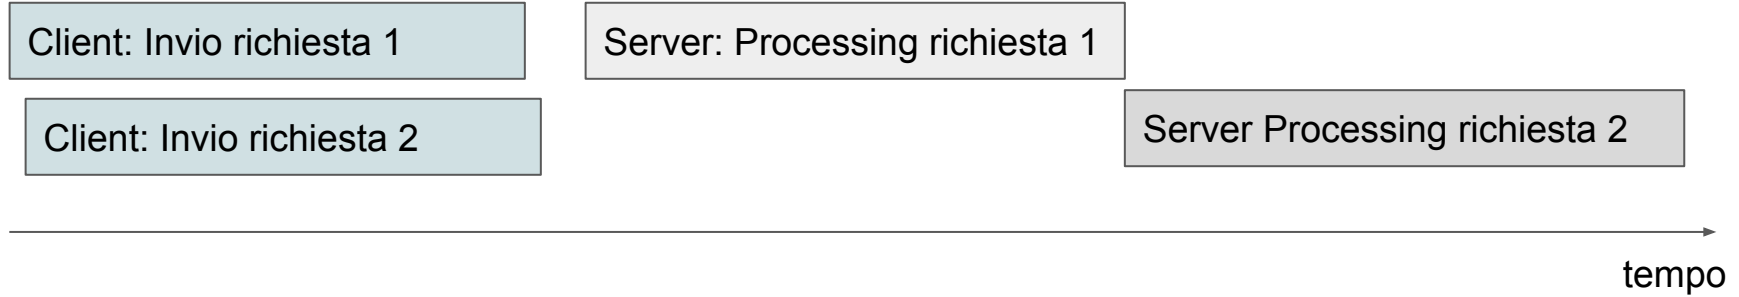 Client: Invio richiesta 1
Server: Processing richiesta 1
Client: Invio richiesta 2
Server Processing richiesta 2
tempo